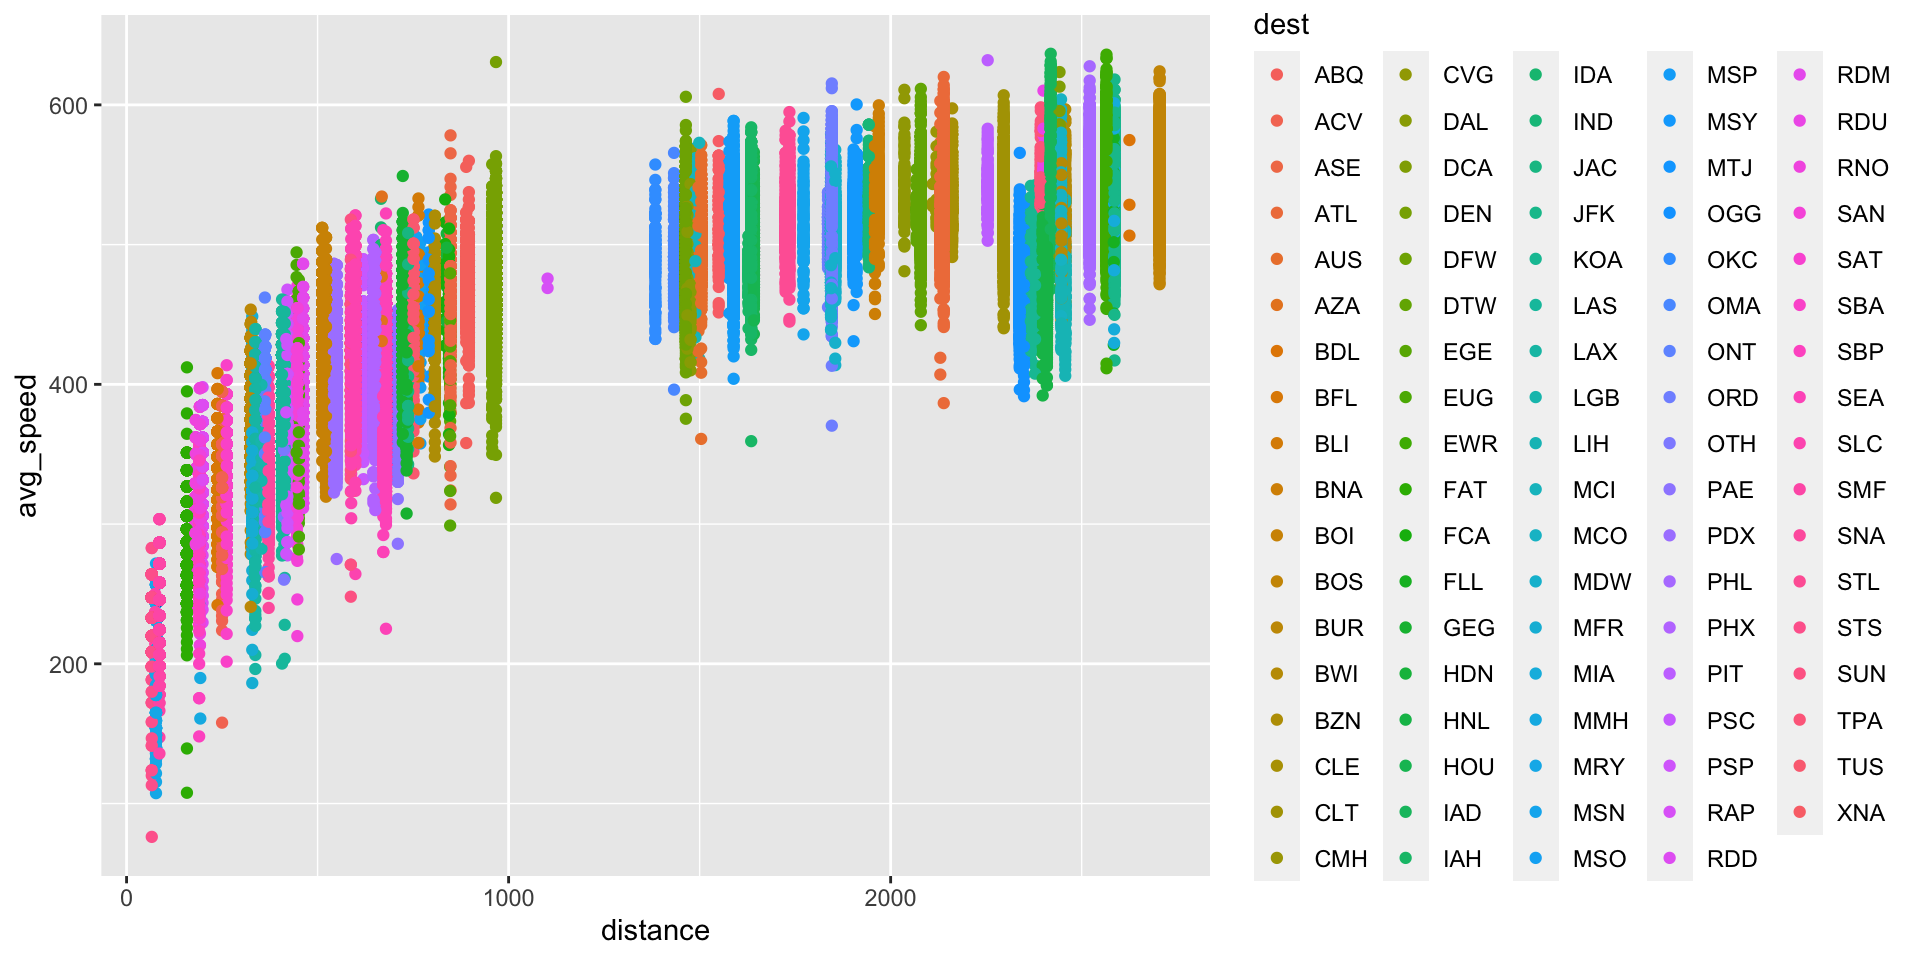 dest
ABQ CVG IDA MSP RDM
ACV DAL IND MSY RDU
ASE DCA JAC MTJ RNO
ATL DEN JFK OGG SAN
AUS DFW KOA OKC SAT
AZA DTW LAS OMA SBA
BDL EGE LAX ONT SBP
BFL EUG LGB ORD SEA
BLI EWR LIH OTH SLC
BNA FAT MCI PAE SMF
BOI FCA MCO PDX SNA
BOS FLL MDW PHL STL
BUR GEG MFR PHX STS
BWI HDN MIA PIT SUN
BZN HNL MMH PSC TPA
CLE HOU MRY PSP TUS
CLT IAD MSN RAP XNA
CMH IAH MSO RDD
avg_speed
600
400
200
0 1000 2000
distance